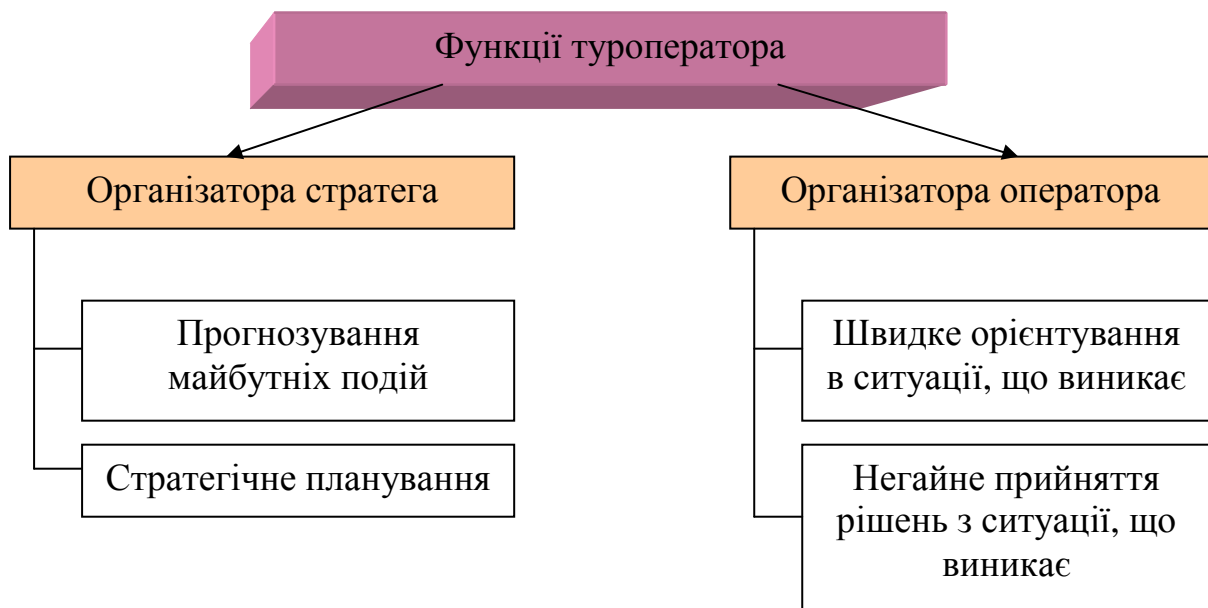 Функції туроператора
Організатора стратега
Організатора оператора
Прогнозування
майбутніх подій
Стратегічне планування
Швидке орієнтування
в ситуації, що виникає
Негайне прийняття
рішень з ситуації, що
виникає